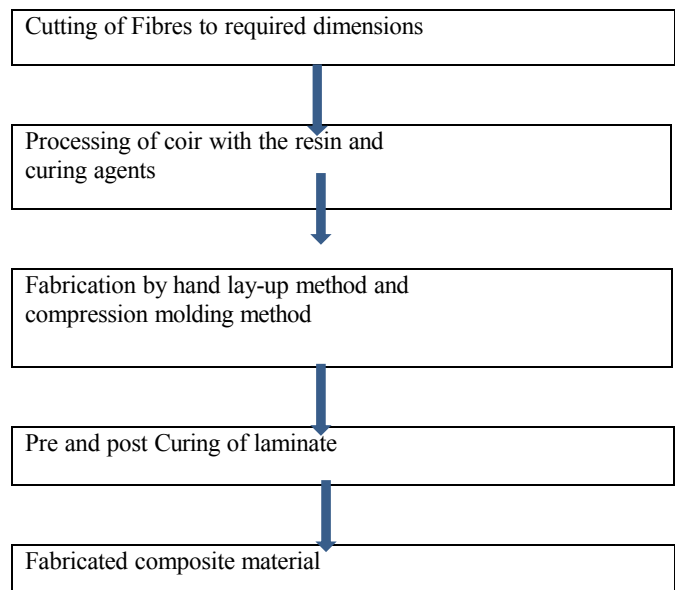 Cutting of Fibres to required dimensions
Processing of coir with the resin and
curing agents
Fabrication by hand lay-up method and
compression molding method
Pre and post Curing of laminate
Fabricated composite material